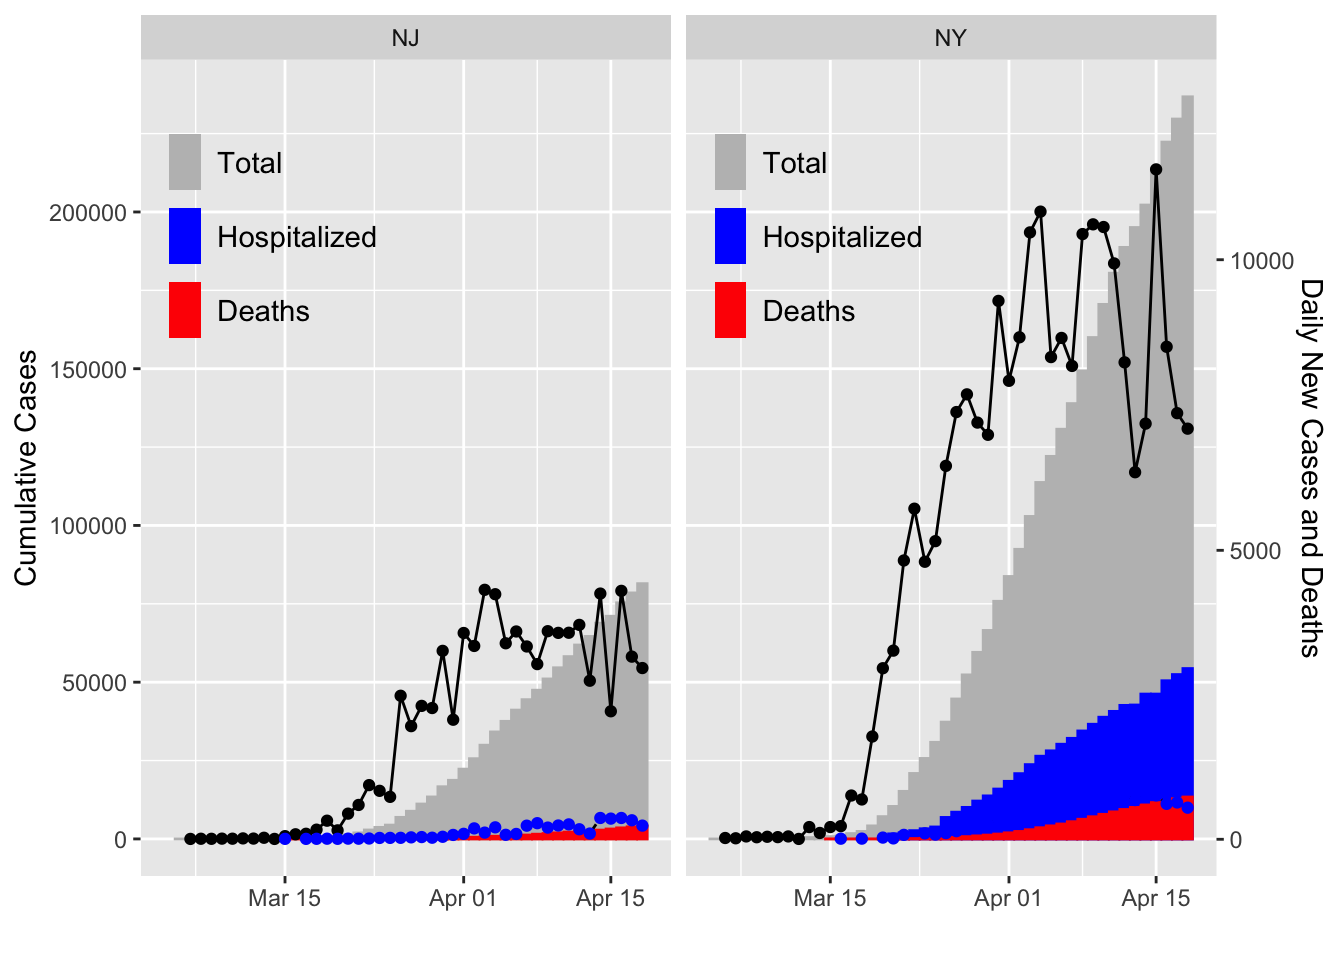 NJ
NY
Total
Hospitalized
Deaths
Total
Hospitalized
Deaths
Cumulative Cases
200000
150000
100000
50000
0
10000
5000
0
Daily New Cases and Deaths
Mar 15
Apr 01
Apr 15
Mar 15
Apr 01
Apr 15